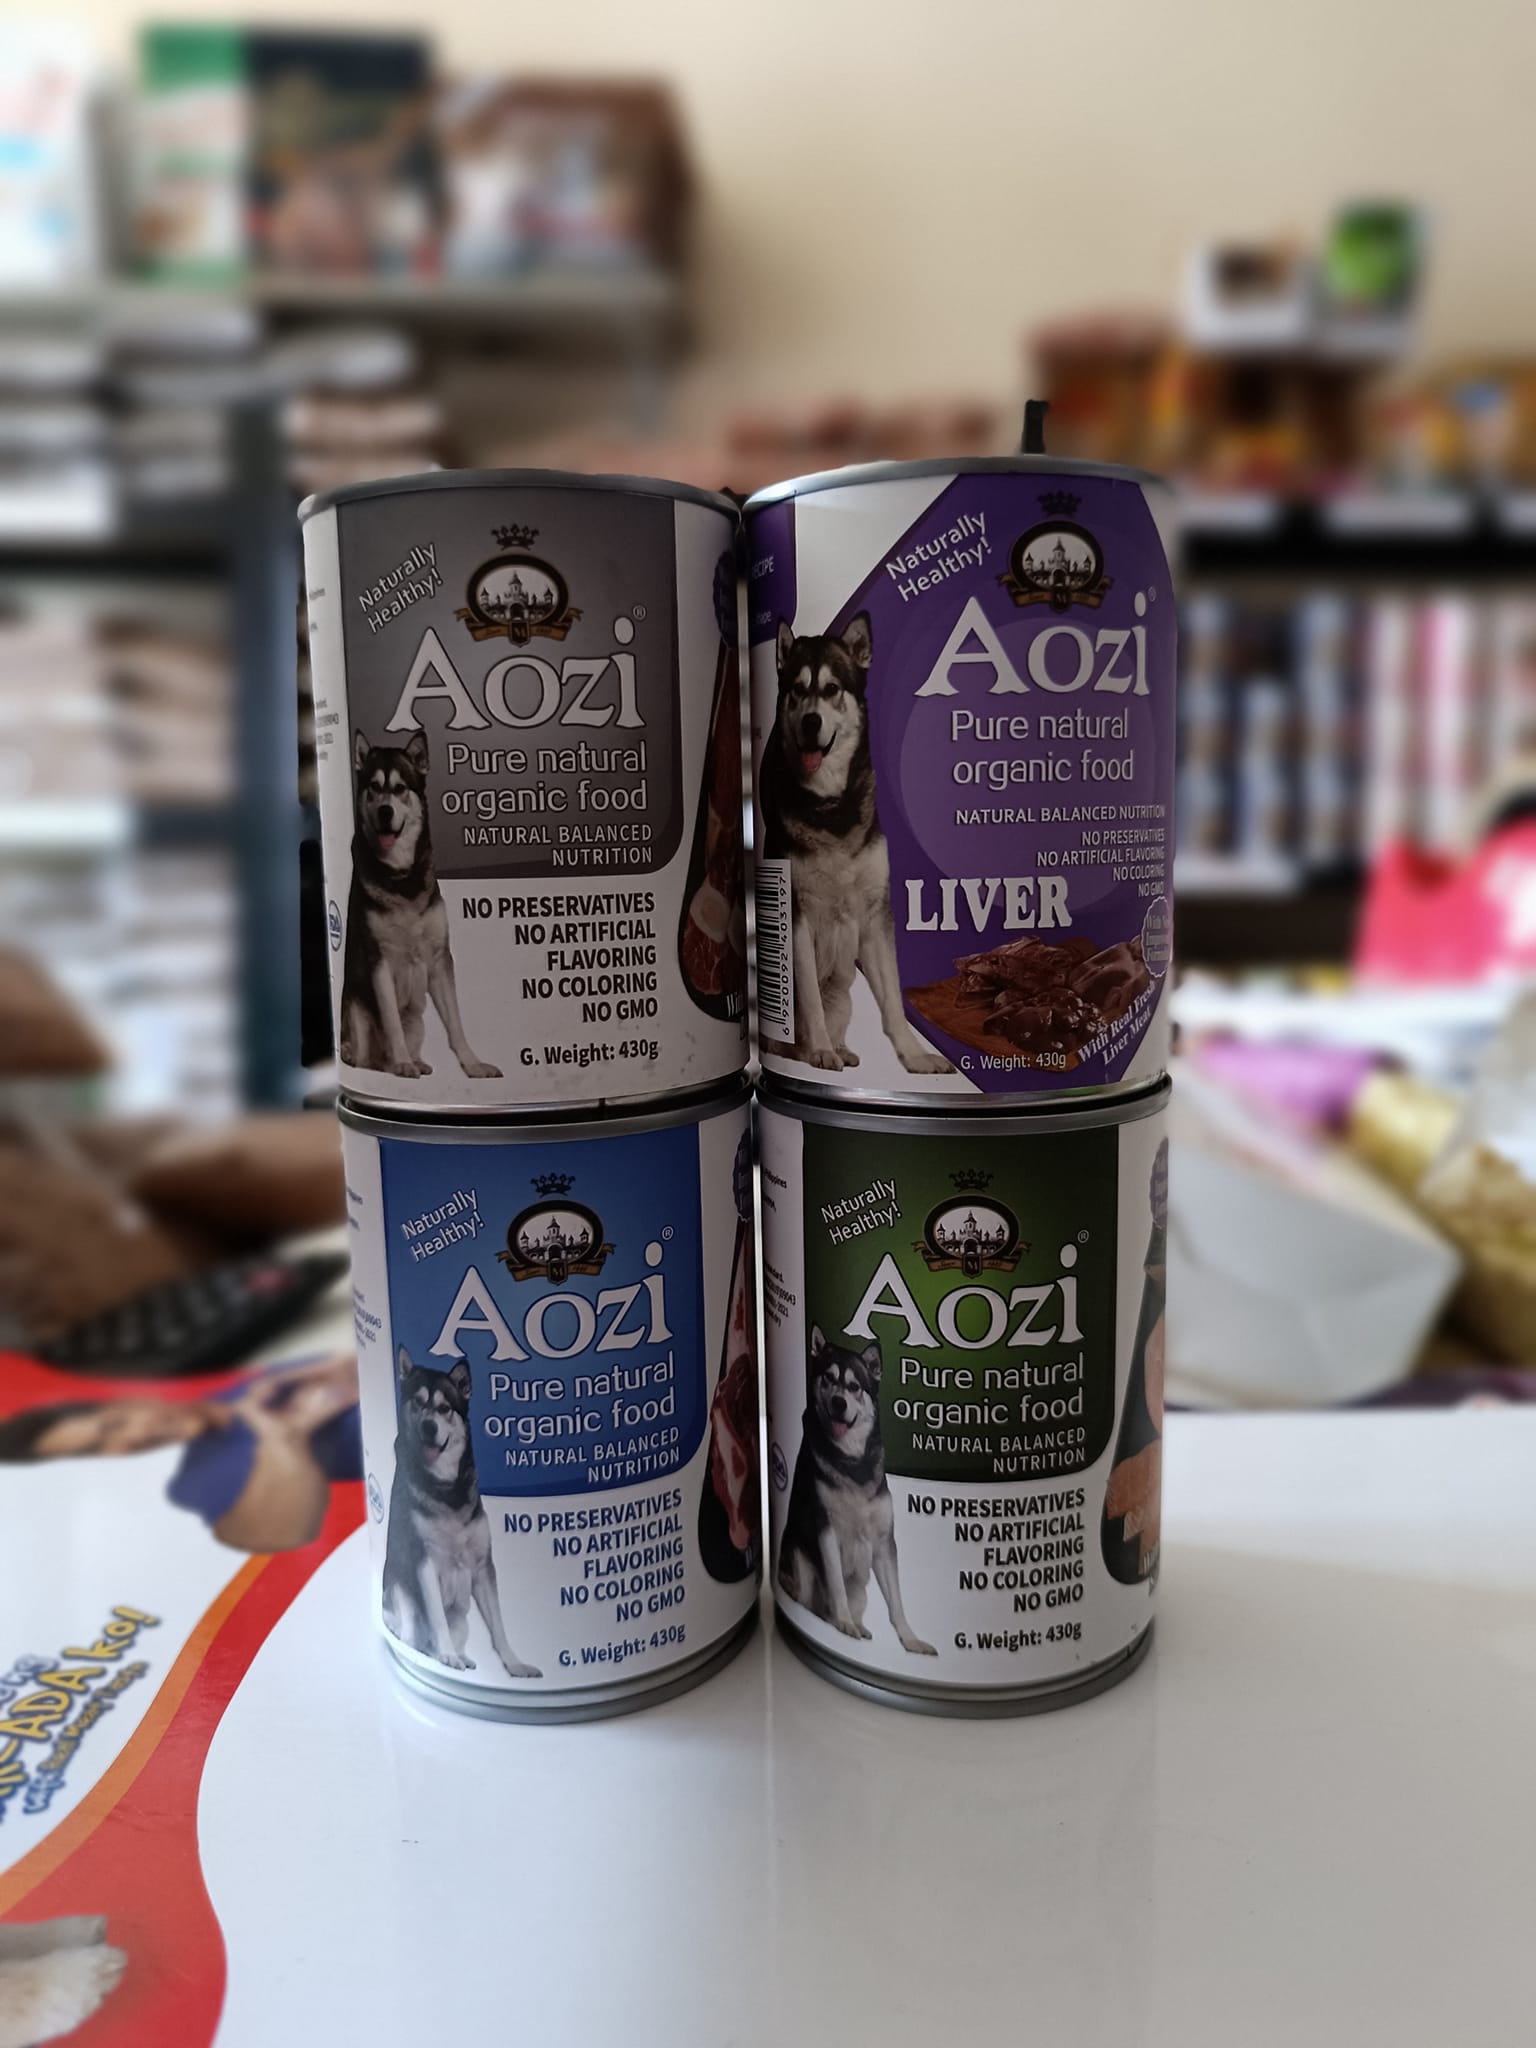 Naturally
Healthy!
Aozi®
Pure natural
organic food
NATURAL BALANCED
NUTRITION
NO PRESERVATIVES
NO ARTIFICIAL
FLAVORING
NO COLORING
NO GMO
G. Weight: 430g
Naturally
Healthy!
Aozi®
Pure natural
organic food
NATURAL BALANCED NUTRITION
NO PRESERVATIVES
NO ARTIFICIAL FLAVORING
NO COLORING
NO GMO
LIVER
With Real Fresh
Liver Meat
G. Weight: 430g
6920092403197
Naturally
Healthy!
Aozi®
Pure natural
organic food
NATURAL BALANCED
NUTRITION
NO PRESERVATIVES
NO ARTIFICIAL
FLAVORING
NO COLORING
NO GMO
G. Weight: 430g
Naturally
Healthy!
Aozi®
Pure natural
organic food
NATURAL BALANCED
NUTRITION
NO PRESERVATIVES
NO ARTIFICIAL
FLAVORING
NO COLORING
NO GMO
G. Weight: 430g